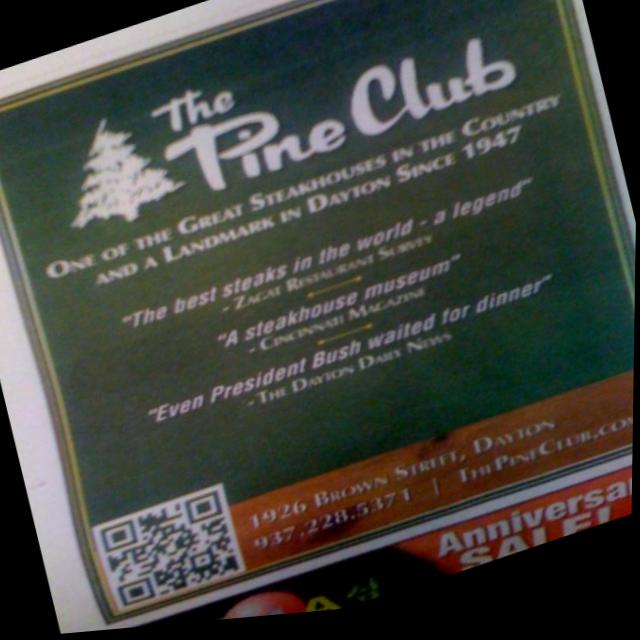 The
Pine Club
One of the Great Steakhouses in the Country
and a Landmark in Dayton Since 1947
"The best steaks in the world - a legend"
-Zagat Restaurant Survey
"A steakhouse museum"
-Cincinnati Magazine
"Even President Bush waited for dinner"
-The Dayton Daily News
1926 Brown Street, Dayton
937.228.5371 | ThePineClub.co
Anniversa
SALE!